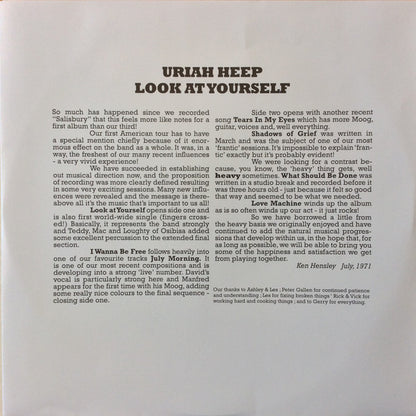 URIAH HEEP
LOOK AT YOURSELF
So much has happened since we recorded
"Salisbury" that this feels more like notes for a
first album than our third!
Our first American tour has to have
a special mention chiefly because of it enor-
mous effect on the band as a whole. It was, in a
way, the freshest of our many recent influences
- a very vivid experience!
We have succeeded in establishing
out musical direction now, and the proportion
of recording was more clearly defined resulting
in some very exciting sessions. Many new influ-
ences were revealed and the message is there-
above all it's the music that's important to us all!
Look at Yourself opens side one and
is also first world-wide single (fingers cross-
ed!) Basically, it represents the band strongly
and Teddy, Mac and Loughty of Osibisa added
some excellent percussion to the extended final
section.
I Wanna Be Free follows heavily into
one of our favourite tracks July Morning. It
is one of our most recent compositions and is
developing into a strong 'live' number. David's
vocal is particularly strong here and Manfred
appears for the first time with his Moog, adding
some really nice colours to the final sequence -
closing side one.
Side two opens with another recent
song Tears In My Eyes which has more Moog,
guitar, voices and, well everything.
Shadows of Grief was written in
March and was the subject of one of most
'frantic' sessions. It's impossible to explain 'fran-
tic' exactly but it's probably evident!
We were looking for a contrast be-
cause, you know, the 'heavy' thing gets, well
heavy sometimes. What Should Be Done was
written in a studio break and recorded before it
was three hours old - just because it felt so good
that way and seemed to be what we needed.
Love Machine winds up the album
as is so often winds up our act - it just rocks!
So we have borrowed a little from
the heavy basis we originally enjoyed and have
continued to add the natural musical progres-
sions that develop within us, in the hope that, for
as long as possible, we will be able to bring you
some of the happiness and satisfaction we get
from playing together.
Ken Hensley July, 1971
Our thanks to Ashley & Les ; Peter Gallen for continued patience
and understanding ; Les for fixing broken things ' Rick & Vick for
working hard and cooking things ; and to Gerry for everything.